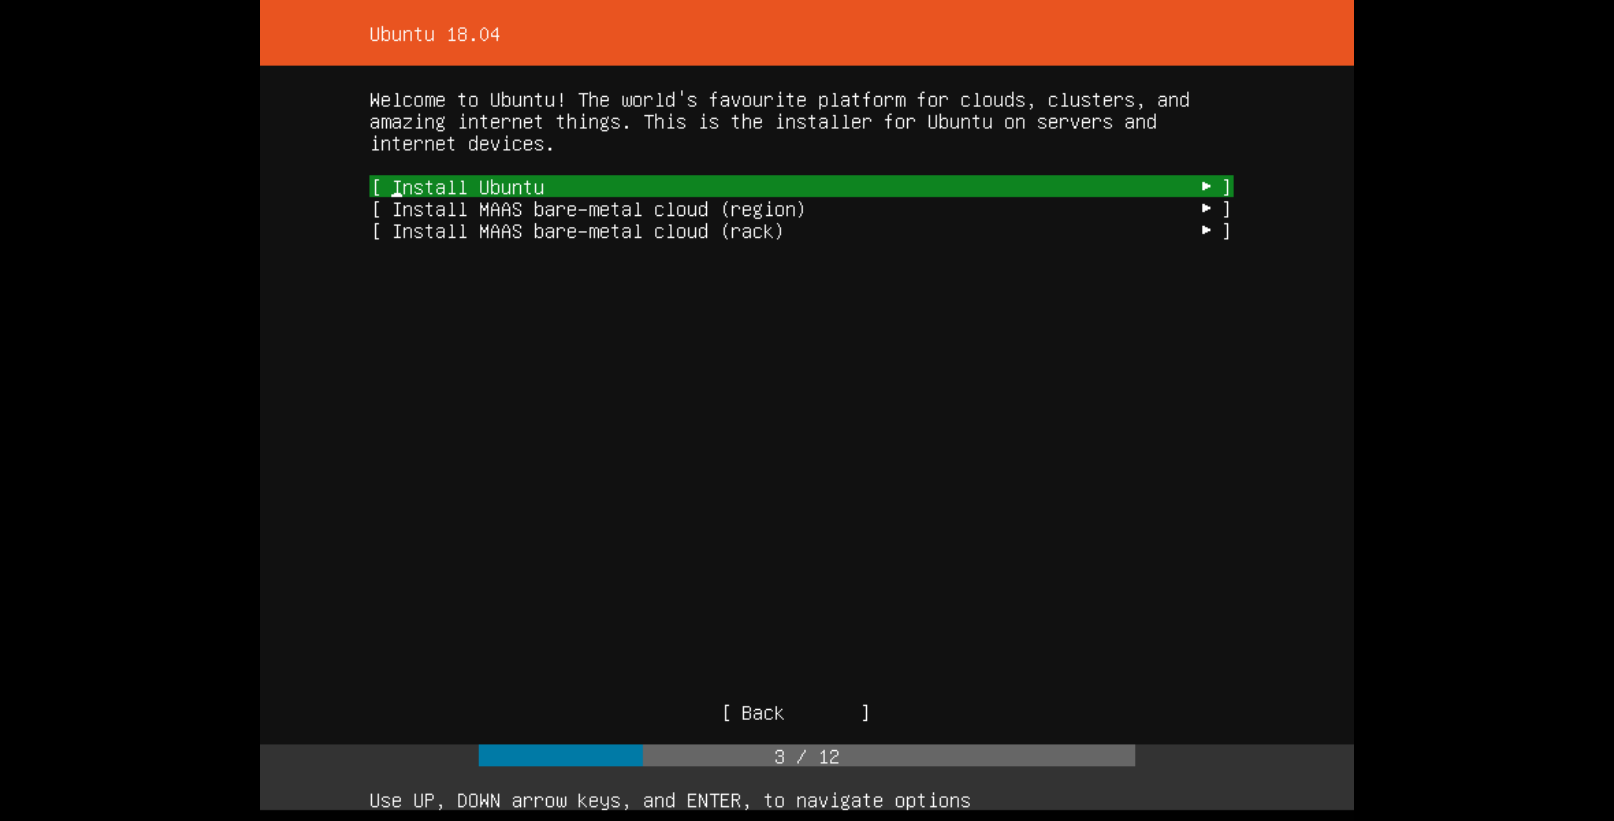 Ubuntu 18.04
Welcome to Ubuntu! The world's favourite platform for clouds, clusters, and
amazing internet things. This is the installer for Ubuntu on servers and
internet devices.
[ Install Ubuntu ► ]
[ Install MAAS bare-metal cloud (region) ► ]
[ Install MAAS bare-metal cloud (rack) ► ]
[ Back ]
3 / 12
Use UP, DOWN arrow keys, and ENTER, to navigate options